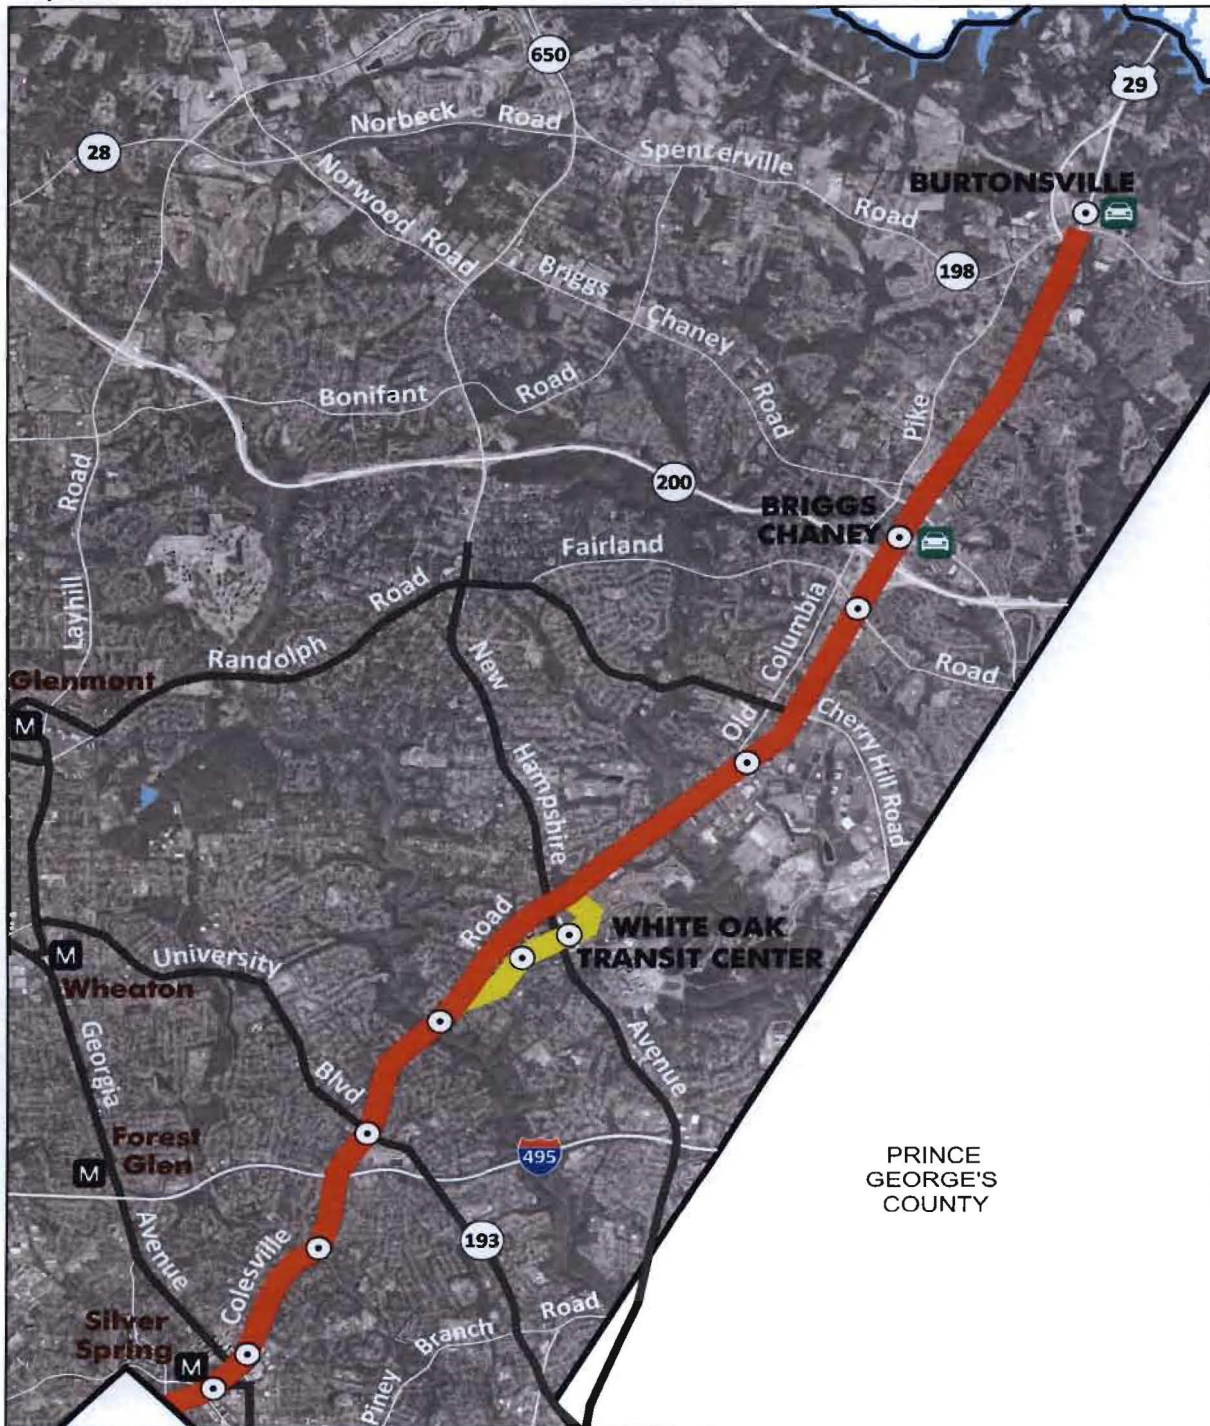 650
29
Norbeck Road
28
Spencerville
Road
BURTONSVILLE
Norwood Road
198
Briggs
Chaney
Road
Bonifant
Road
Pike
Layhill Road
200
BRIGGS
CHANEY
Fairland
Road
Randolph
Road
Old Columbia
Glenmont
M
New
Hampshire
Avenue
Cherry Hill Road
WHITE OAK
TRANSIT CENTER
Road
University
Blvd
M
Wheaton
Georgia
Avenue
Forest
Glen
M
495
PRINCE
GEORGE'S
COUNTY
193
Colesville
Silver
Spring
M
Piney
Branch
Road